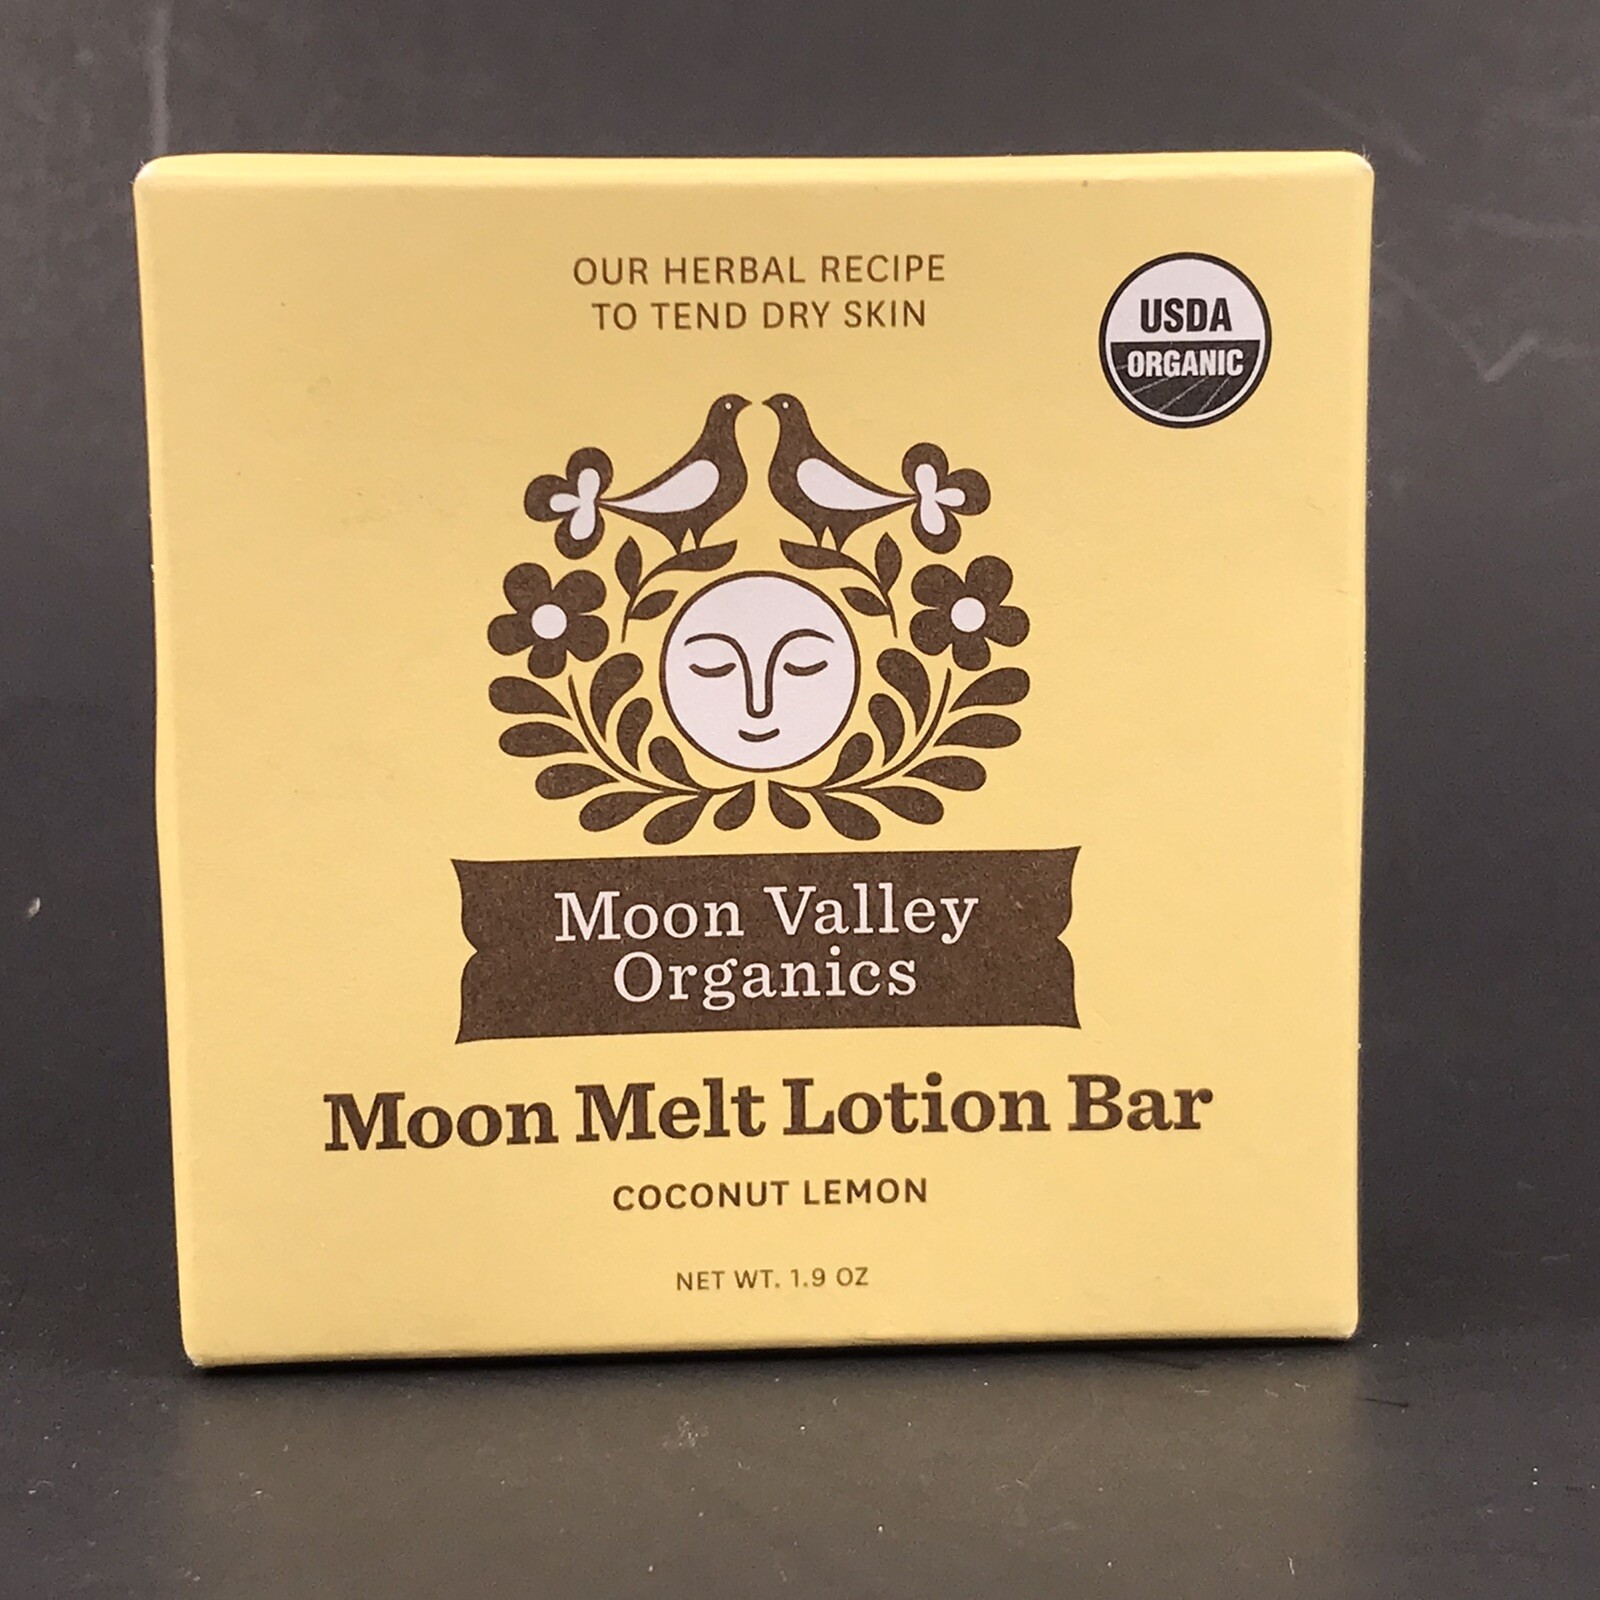 OUR HERBAL RECIPE
TO TEND DRY SKIN
USDA
ORGANIC
Moon Valley
Organics
Moon Melt Lotion Bar
COCONUT LEMON
NET WT. 1.9 OZ